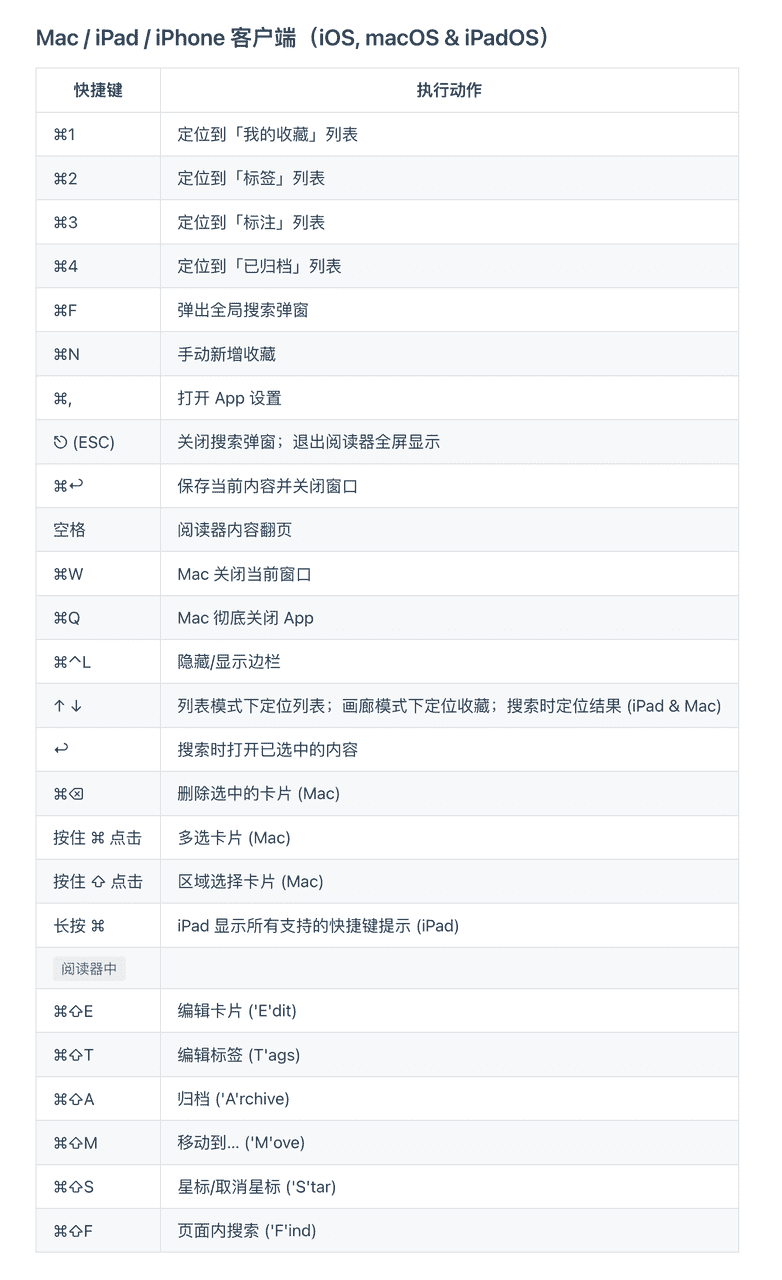 Mac / iPad / iPhone 客户端（iOS, macOS & iPadOS）
快捷键 执行动作
⌘1 定位到「我的收藏」列表
⌘2 定位到「标签」列表
⌘3 定位到「标注」列表
⌘4 定位到「已归档」列表
⌘F 弹出全局搜索弹窗
⌘N 手动新增收藏
⌘, 打开 App 设置
⎋ (ESC) 关闭搜索弹窗；退出阅读器全屏显示
⌘↩ 保存当前内容并关闭窗口
空格 阅读器内容翻页
⌘W Mac 关闭当前窗口
⌘Q Mac 彻底关闭 App
⌘⌃L 隐藏/显示边栏
↑ ↓ 列表模式下定位列表；画廊模式下定位收藏；搜索时定位结果 (iPad & Mac)
↩ 搜索时打开已选中的内容
⌘⌫ 删除选中的卡片 (Mac)
按住 ⌘ 点击 多选卡片 (Mac)
按住 ⇧ 点击 区域选择卡片 (Mac)
长按 ⌘ iPad 显示所有支持的快捷键提示 (iPad)
阅读器中
⌘⇧E 编辑卡片 ('E'dit)
⌘⇧T 编辑标签 (T'ags)
⌘⇧A 归档 ('A'rchive)
⌘⇧M 移动到... ('M'ove)
⌘⇧S 星标/取消星标 ('S'tar)
⌘⇧F 页面内搜索 ('F'ind)